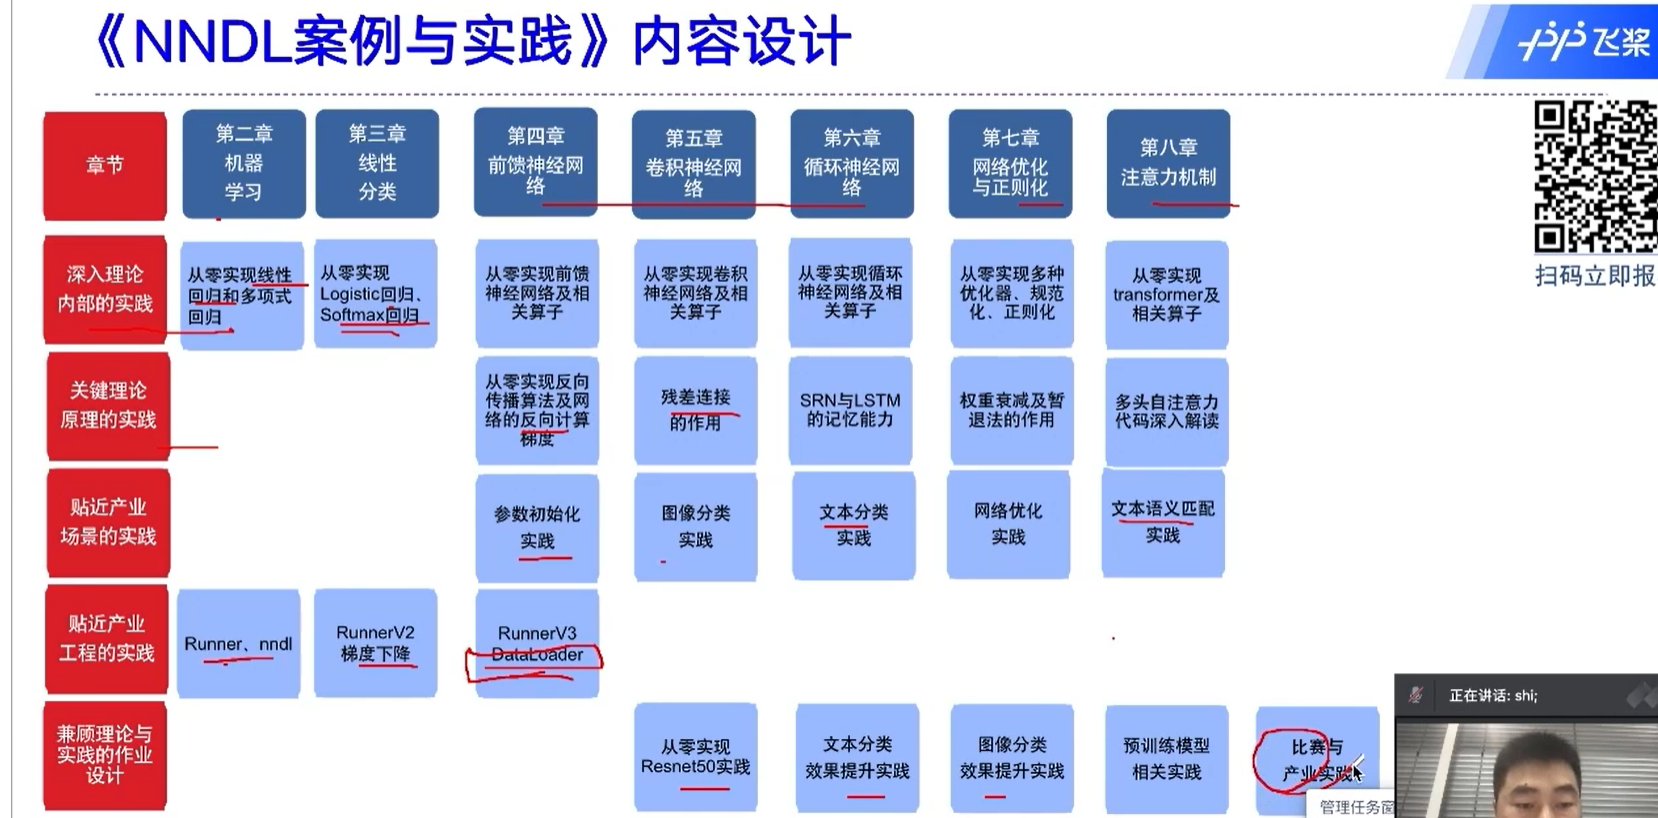 《NNDL案例与实践》内容设计
飞桨
扫码立即报
章节
第二章
机器
学习
第三章
线性
分类
第四章
前馈神经网
络
第五章
卷积神经网
络
第六章
循环神经网
络
第七章
网络优化
与正则化
第八章
注意力机制
深入理论
内部的实践
从零实现线性
回归和多项式
回归
从零实现
Logistic回归、
Softmax回归
从零实现前馈
神经网络及相
关算子
从零实现卷积
神经网络及相
关算子
从零实现循环
神经网络及相
关算子
从零实现多种
优化器、规范
化、正则化
从零实现
transformer及
相关算子
关键理论
原理的实践
从零实现反向
传播算法及网
络的反向计算
梯度
残差连接
的作用
SRN与LSTM
的记忆能力
权重衰减及暂
退法的作用
多头自注意力
代码深入解读
贴近产业
场景的实践
参数初始化
实践
图像分类
实践
文本分类
实践
网络优化
实践
文本语义匹配
实践
贴近产业
工程的实践
Runner、nndl
RunnerV2
梯度下降
RunnerV3
DataLoader
兼顾理论与
实践的作业
设计
从零实现
Resnet50实践
文本分类
效果提升实践
图像分类
效果提升实践
预训练模型
相关实践
比赛与
产业实践
正在讲话: shi;
管理任务窗